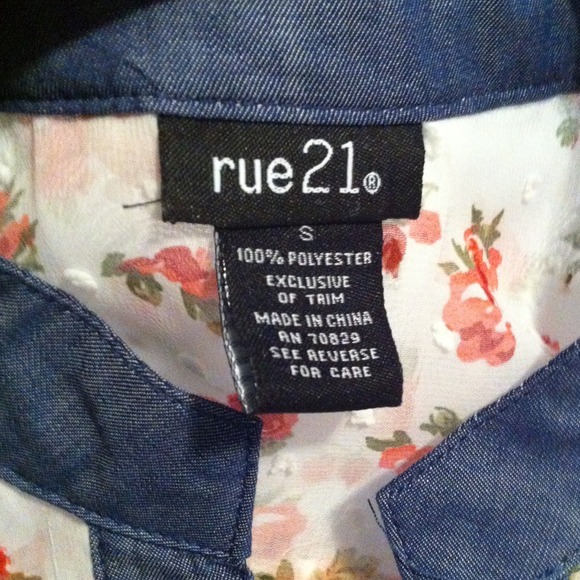 rue21®
S
100% POLYESTER
EXCLUSIVE
OF TRIM
MADE IN CHINA
RN 70829
SEE REVERSE
FOR CARE